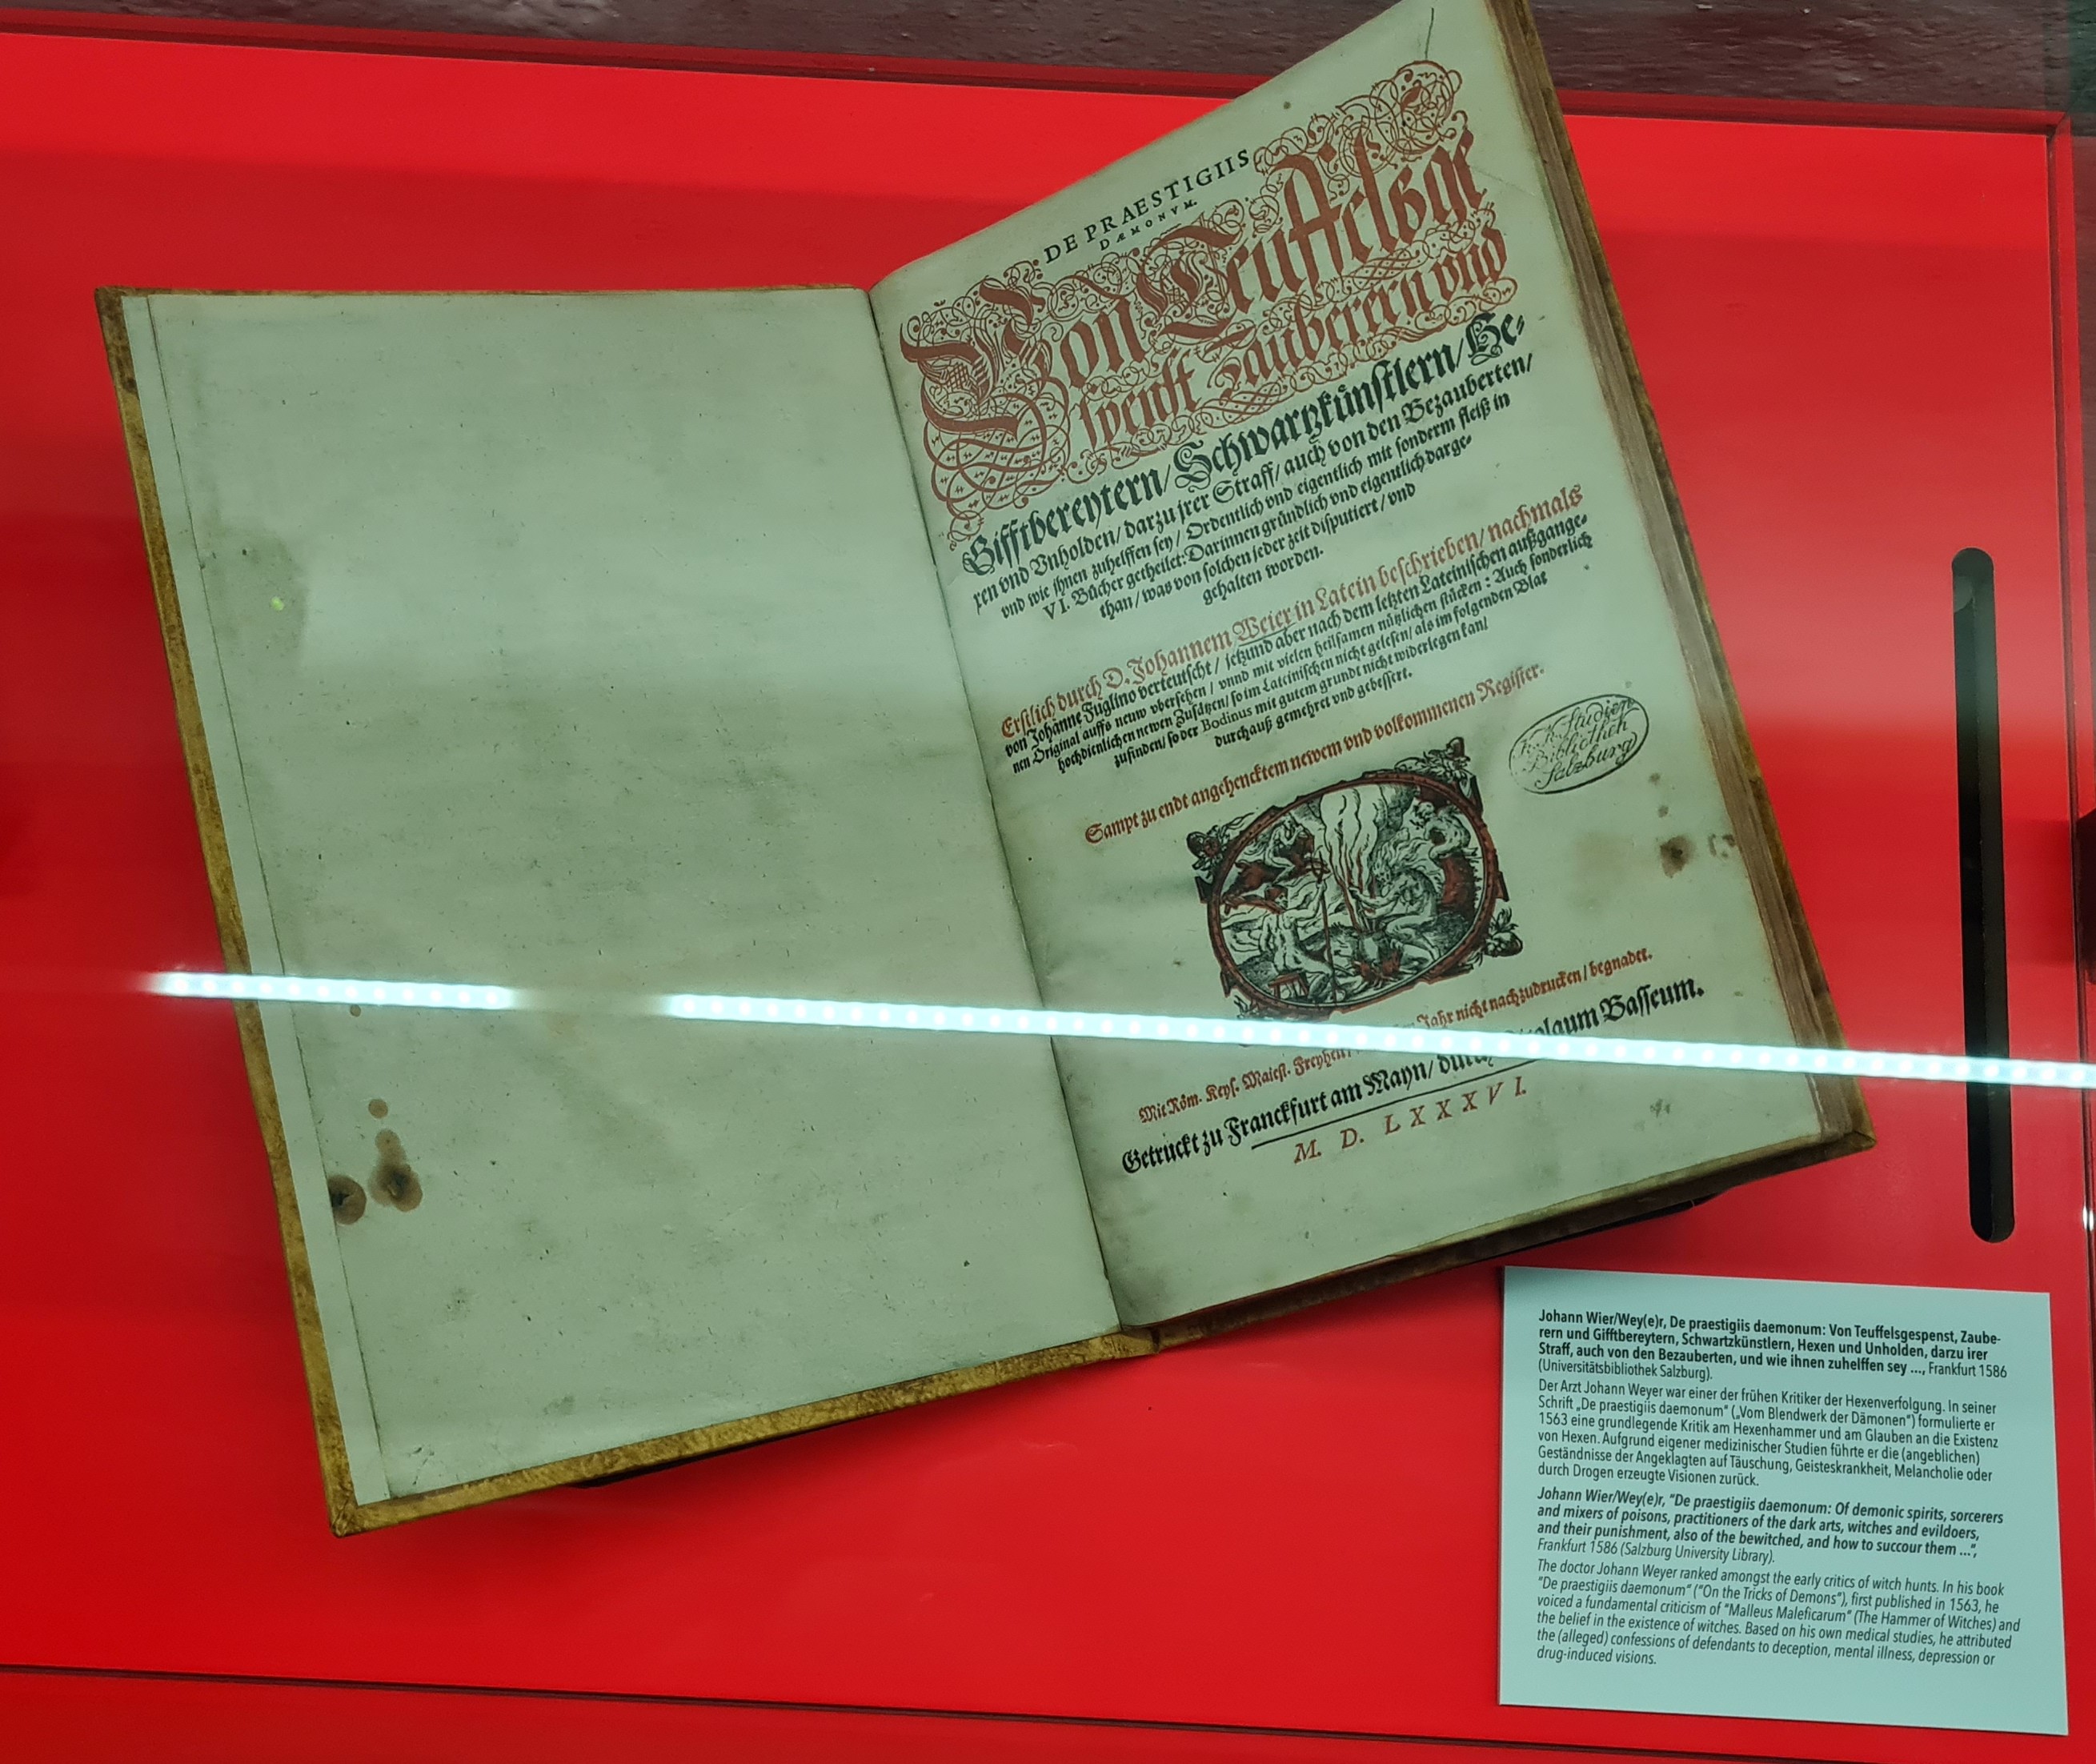 DE PRAESTIGIIS
DÆMONVM.
Von Teuffelsge
spenst Zauberern vnd
Gifftbereytern/ Schwartzkünstlern/ He-
xen vnd Vnholden/ darzu jrer Straff/ auch von den Bezauberten/
vnd wie ihnen zuhelffen sey/ Ordentlich vnd eigentlich mit sonderm fleiß in
VI. Bücher getheilet: Darinnen gründlich vnd eigentlich darge-
than/ was von solchen jeder zeit disputiert/ vnd
gehalten worden.
Erstlich durch D. Johannem Weier in Latein beschrieben/ nachmals
von Johanne Fuglino verteutscht/ jetzund aber nach dem letzten Lateinischen außgange-
nen Original auffs neuw vbersehen/ vnnd mit vielen heilsamen nützlichen stücken: Auch sonderlich
hochdienlichen newen Zusätzen/ so im Lateinischen nicht gelesen/ als im folgenden Blat
zufinden/ so der Bodinus mit gutem grundt nicht widerlegen kan/
durchauß gemehret vnd gebessert.
Sampt zu endt angehencktem newem vnd volkommenen Register.
K. K. Studien
Bibliothek
Salzburg
Mit Röm. Keys. Maiest. Freyheit/ Jahr nicht nachzudrucken/ begnadet.
Getruckt zu Franckfurt am Mayn/ durch Basseum.
M. D. LXXXVI.
Johann Wier/Wey(e)r, De praestigiis daemonum: Von Teuffelsgespenst, Zaube-
rern und Gifftbereytern, Schwartzkünstlern, Hexen und Unholden, darzu irer
Straff, auch von den Bezauberten, und wie ihnen zuhelffen sey ..., Frankfurt 1586
(Universitätsbibliothek Salzburg).
Der Arzt Johann Weyer war einer der frühen Kritiker der Hexenverfolgung. In seiner
Schrift „De praestigiis daemonum“ („Vom Blendwerk der Dämonen“) formulierte er
1563 eine grundlegende Kritik am Hexenhammer und am Glauben an die Existenz
von Hexen. Aufgrund eigener medizinischer Studien führte er die (angeblichen)
Geständnisse der Angeklagten auf Täuschung, Geisteskrankheit, Melancholie oder
durch Drogen erzeugte Visionen zurück.
Johann Wier/Wey(e)r, "De praestigiis daemonum: Of demonic spirits, sorcerers
and mixers of poisons, practitioners of the dark arts, witches and evildoers,
and their punishment, also of the bewitched, and how to succour them ...",
Frankfurt 1586 (Salzburg University Library).
The doctor Johann Weyer ranked amongst the early critics of witch hunts. In his book
"De praestigiis daemonum" ("On the Tricks of Demons"), first published in 1563, he
voiced a fundamental criticism of "Malleus Maleficarum" (The Hammer of Witches) and
the belief in the existence of witches. Based on his own medical studies, he attributed
the (alleged) confessions of defendants to deception, mental illness, depression or
drug-induced visions.